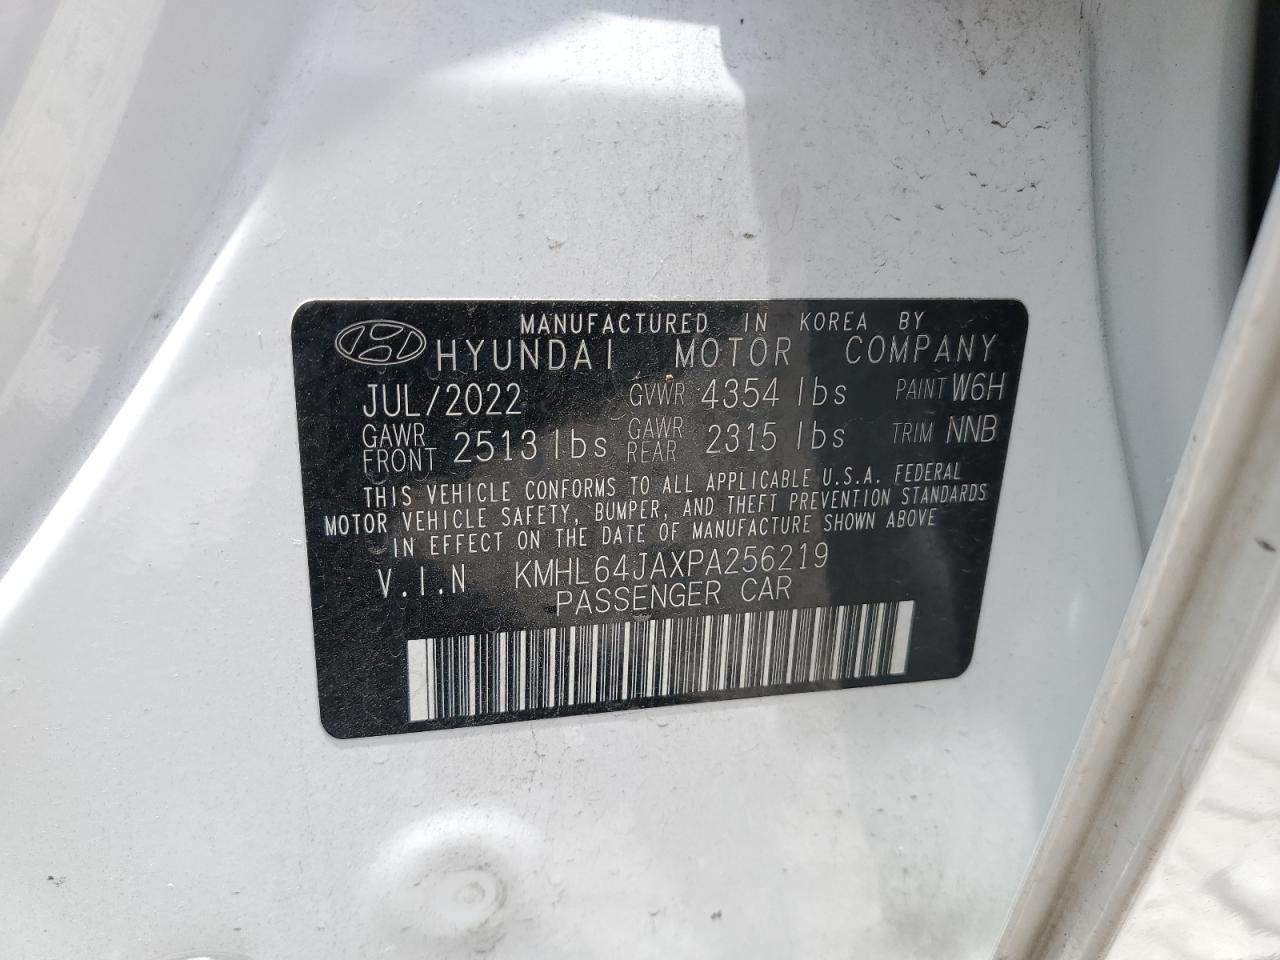 MANUFACTURED IN KOREA BY
HYUNDAI MOTOR COMPANY
JUL/2022 GVWR 4354 lbs PAINT W6H
GAWR FRONT 2513 lbs GAWR REAR 2315 lbs TRIM NNB
THIS VEHICLE CONFORMS TO ALL APPLICABLE U.S.A. FEDERAL
MOTOR VEHICLE SAFETY, BUMPER, AND THEFT PREVENTION STANDARDS
IN EFFECT ON THE DATE OF MANUFACTURE SHOWN ABOVE
V.I.N KMHL64JAXPA256219
PASSENGER CAR